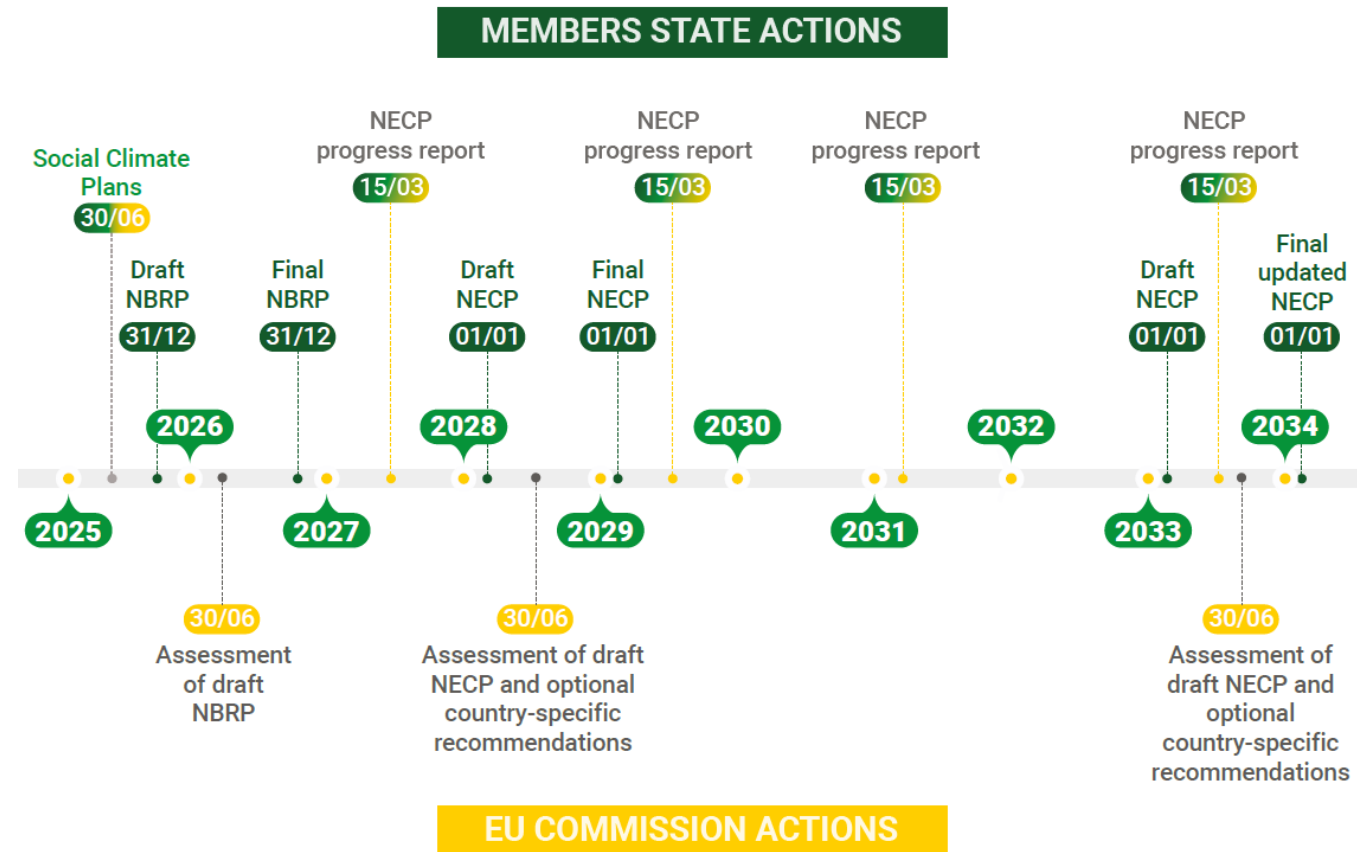 MEMBERS STATE ACTIONS
Social Climate
Plans
30/06
Draft
NBRP
31/12
Final
NBRP
31/12
NECP
progress report
15/03
Draft
NECP
01/01
Final
NECP
01/01
NECP
progress report
15/03
NECP
progress report
15/03
Draft
NECP
01/01
NECP
progress report
15/03
Final
updated
NECP
01/01
2026
2028
2030
2032
2034
2025
2027
2029
2031
2033
30/06
Assessment
of draft
NBRP
30/06
Assessment of draft
NECP and optional
country-specific
recommendations
30/06
Assessment of
draft NECP and
optional
country-specific
recommendations
EU COMMISSION ACTIONS